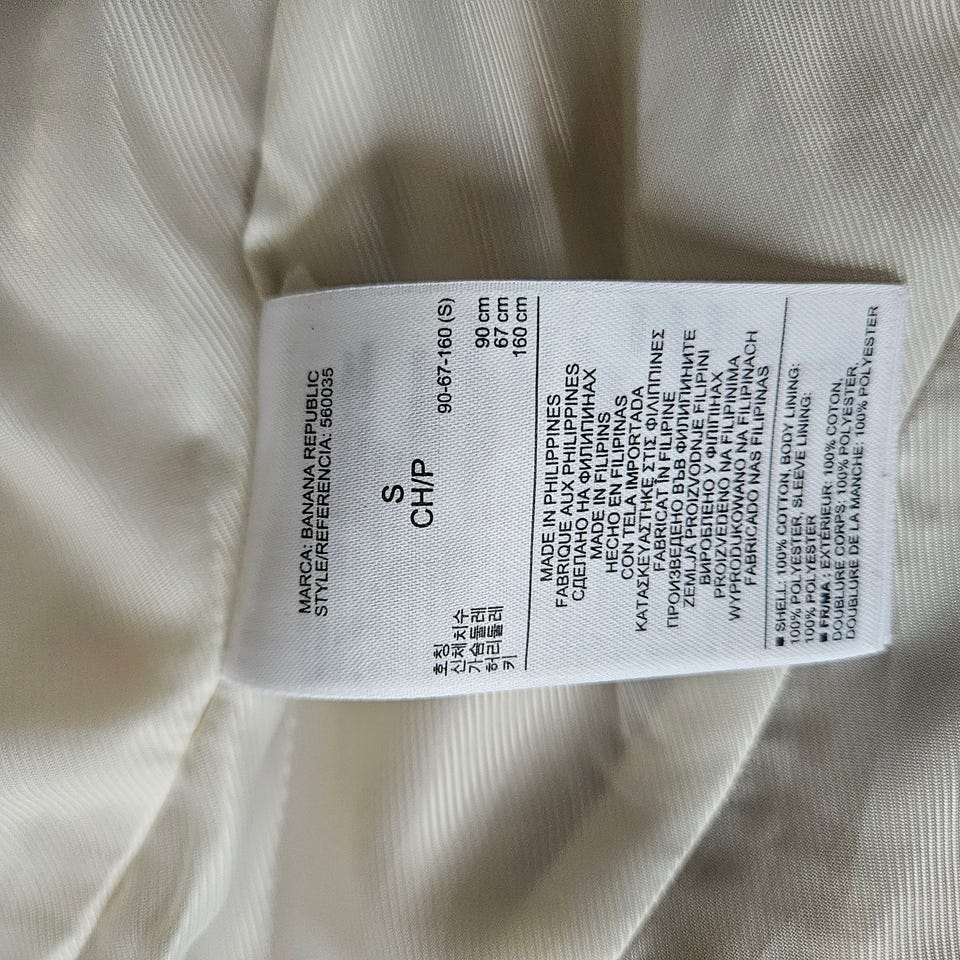 MARCA: BANANA REPUBLIC
STYLE/REFERENCIA: 560035
S
CH/P
호칭
신체치수 90-67-160 (S)
가슴둘레 90 cm
허리둘레 67 cm
키 160 cm
MADE IN PHILIPPINES
FABRIQUE AUX PHILIPPINES
СДЕЛАНО НА ФИЛИПИНАХ
MADE IN FILIPINS
HECHO EN FILIPINAS
CON TELA IMPORTADA
ΚΑΤΑΣΚΕΥΑΣΤΗΚΕ ΣΤΙΣ ΦΙΛΙΠΠΙΝΕΣ
FABRICAT ÎN FILIPINE
ПРОИЗВЕДЕНО ВЪВ ФИЛИПИНИТЕ
ZEMLJA PROIZVODNJE FILIPINI
ВИРОБЛЕНО У ФІЛІПІНАХ
PROIZVEDENO NA FILIPINIMA
WYPRODUKOWANO NA FILIPINACH
FABRICADO NAS FILIPINAS
■ SHELL: 100% COTTON, BODY LINING:
100% POLYESTER, SLEEVE LINING:
100% POLYESTER
■ FR/MA : EXTÉRIEUR: 100% COTON,
DOUBLURE CORPS: 100% POLYESTER,
DOUBLURE DE LA MANCHE: 100% POLYESTER